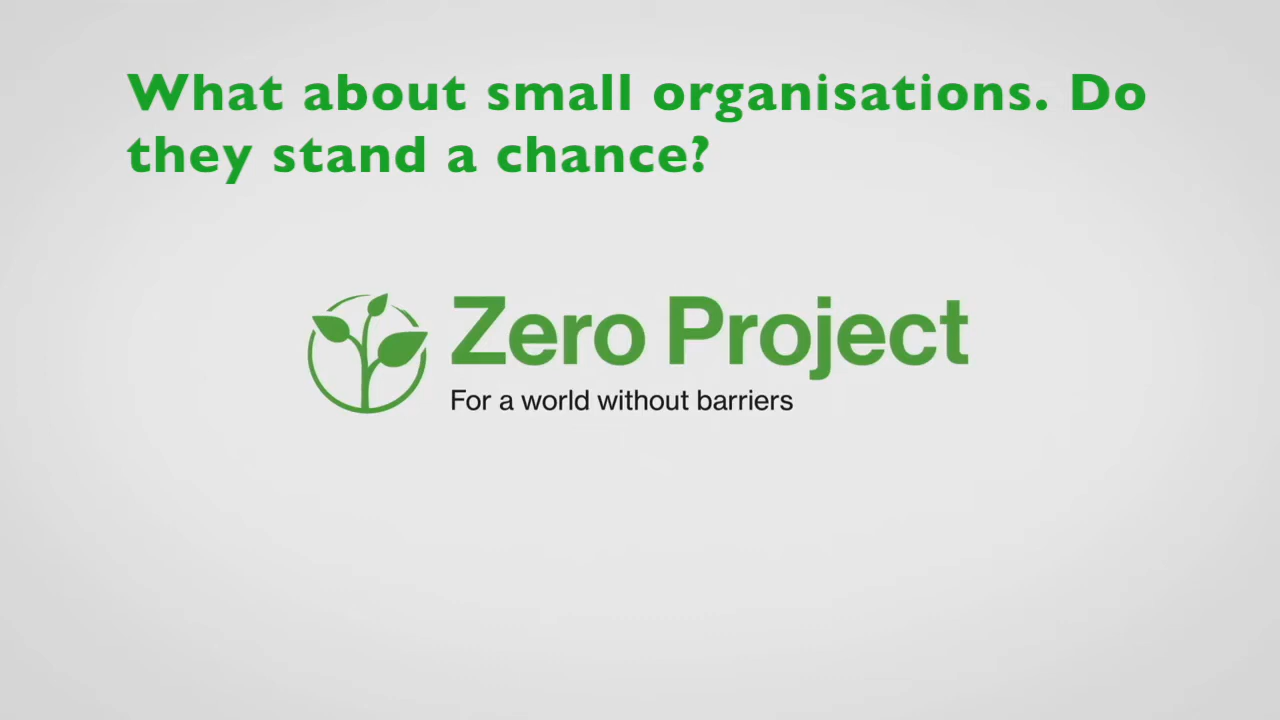 What about small organisations. Do
they stand a chance?
Zero Project
For a world without barriers